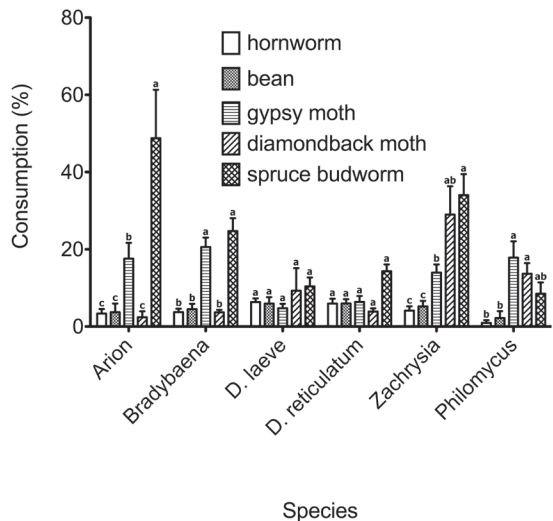 80
60
40
20
0
Consumption (%)
hornworm
bean
gypsy moth
diamondback moth
spruce budworm
c c b c a
b b a b a
a a a a a
a a a a a
c c b ab a
b b a a ab
Arion
Bradybaena
D. laeve
D. reticulatum
Zachrysia
Philomycus
Species